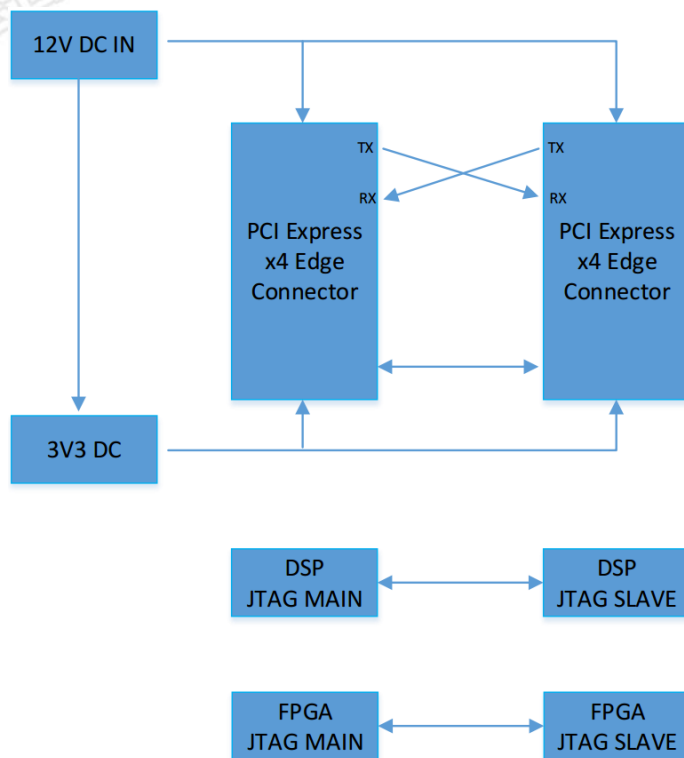 12V DC IN
TX
RX
PCI Express
x4 Edge
Connector
TX
RX
PCI Express
x4 Edge
Connector
3V3 DC
DSP
JTAG MAIN
DSP
JTAG SLAVE
FPGA
JTAG MAIN
FPGA
JTAG SLAVE